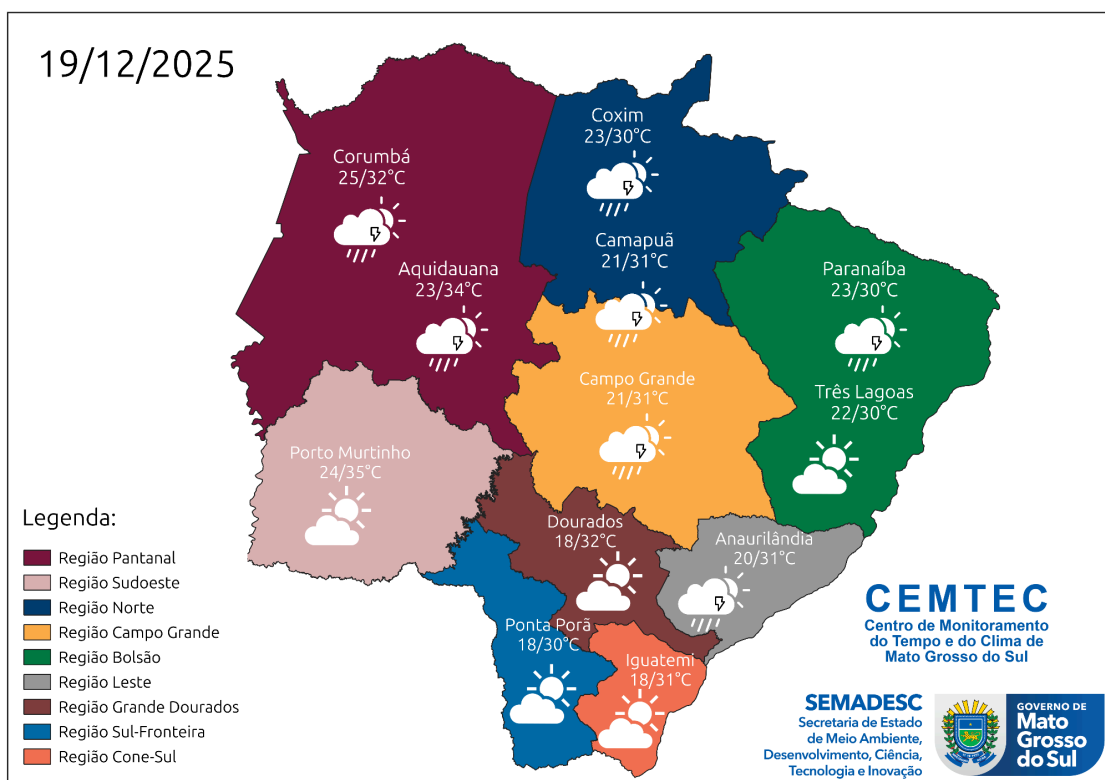 19/12/2025
Coxim
23/30°C
Corumbá
25/32°C
Camapuã
21/31°C
Aquidauana
23/34°C
Paranaíba
23/30°C
Campo Grande
21/31°C
Três Lagoas
22/30°C
Porto Murtinho
24/35°C
Dourados
18/32°C
Anaurilândia
20/31°C
Ponta Porã
18/30°C
Iguatemi
18/31°C
Legenda:
Região Pantanal
Região Sudoeste
Região Norte
Região Campo Grande
Região Bolsão
Região Leste
Região Grande Dourados
Região Sul-Fronteira
Região Cone-Sul
CEMTEC
Centro de Monitoramento
do Tempo e do Clima de
Mato Grosso do Sul
SEMADESC
Secretaria de Estado
de Meio Ambiente,
Desenvolvimento, Ciência,
Tecnologia e Inovação
GOVERNO DE
Mato
Grosso
do Sul